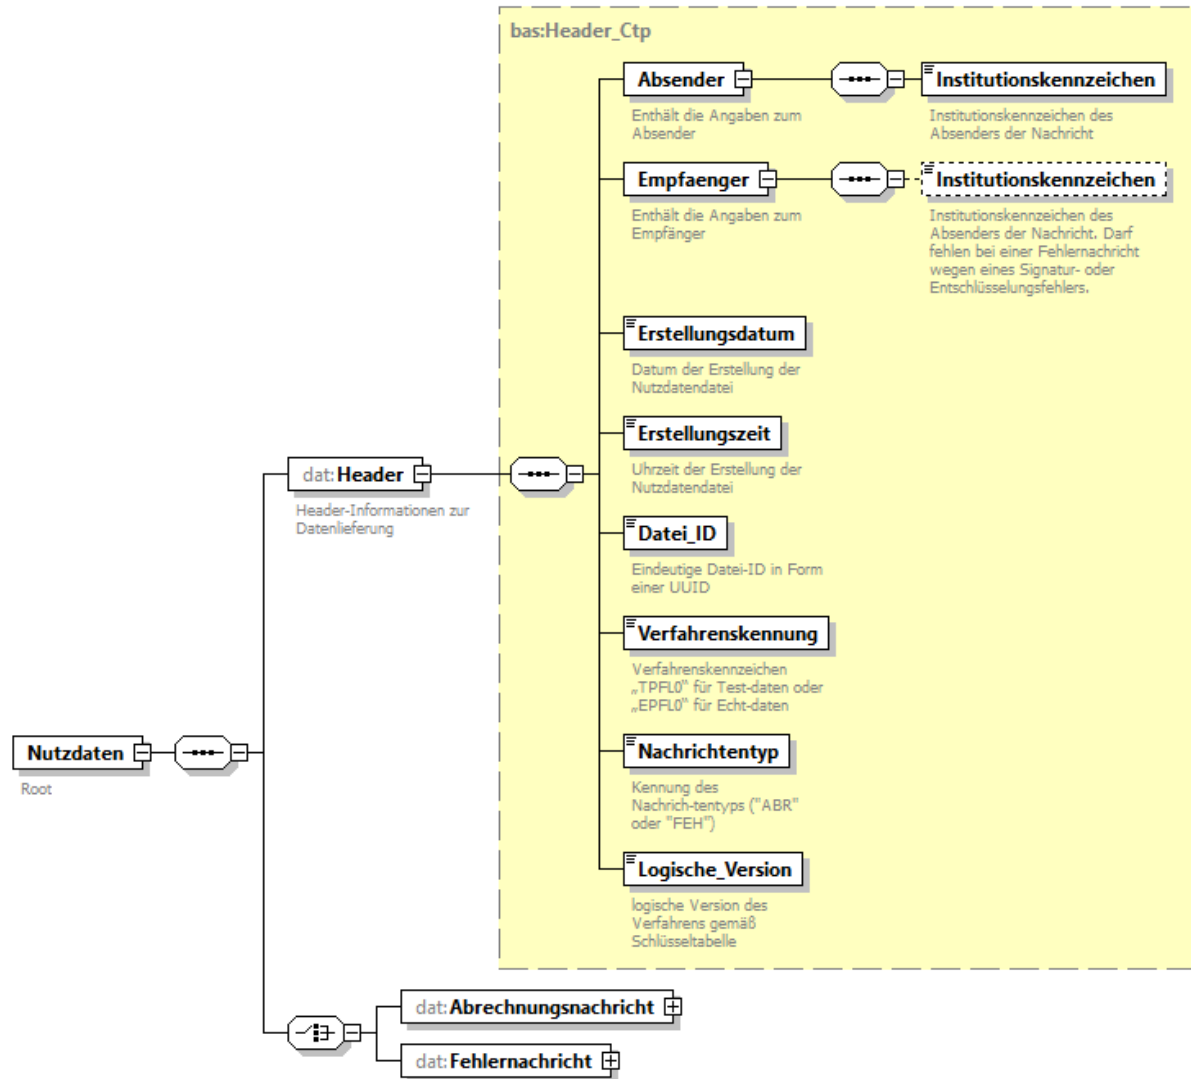 bas:Header_Ctp
Absender
Enthält die Angaben zum
Absender
Institutionskennzeichen
Institutionskennzeichen des
Absenders der Nachricht
Empfaenger
Enthält die Angaben zum
Empfänger
Institutionskennzeichen
Institutionskennzeichen des
Absenders der Nachricht. Darf
fehlen bei einer Fehlernachricht
wegen eines Signatur- oder
Entschlüsselungsfehlers.
Erstellungsdatum
Datum der Erstellung der
Nutzdatendatei
Erstellungszeit
Uhrzeit der Erstellung der
Nutzdatendatei
dat:Header
Header-Informationen zur
Datenlieferung
Datei_ID
Eindeutige Datei-ID in Form
einer UUID
Verfahrenskennung
Verfahrenskennzeichen
„TPFL0“ für Test-daten oder
„EPFL0“ für Echt-daten
Nutzdaten
Root
Nachrichtentyp
Kennung des
Nachrich-tentyps ("ABR"
oder "FEH")
Logische_Version
logische Version des
Verfahrens gemäß
Schlüsseltabelle
dat:Abrechnungsnachricht
dat:Fehlernachricht